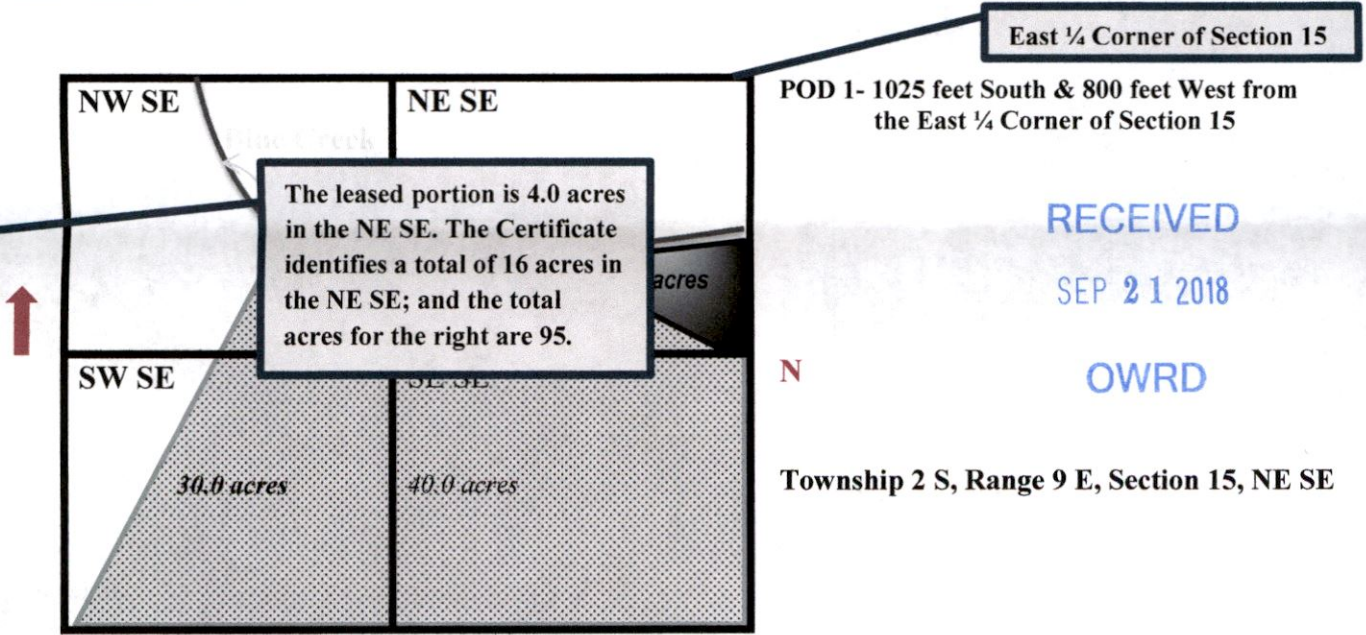 East ¼ Corner of Section 15
NW SE
NE SE
POD 1- 1025 feet South & 800 feet West from
the East ¼ Corner of Section 15
Blue Creek
The leased portion is 4.0 acres
in the NE SE. The Certificate
identifies a total of 16 acres in
the NE SE; and the total
acres for the right are 95.
acres
RECEIVED
SEP 21 2018
OWRD
SW SE
SE SE
N
30.0 acres
40.0 acres
Township 2 S, Range 9 E, Section 15, NE SE